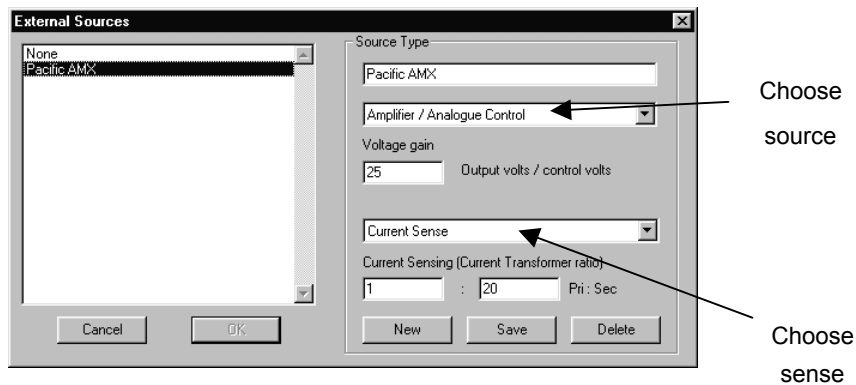 External Sources
None
Pacific AMX
Cancel
OK
Source Type
Pacific AMX
Amplifier / Analogue Control
Voltage gain
25 Output volts / control volts
Current Sense
Current Sensing (Current Transformer ratio)
1 : 20 Pri : Sec
New Save Delete
Choose
source
Choose
sense